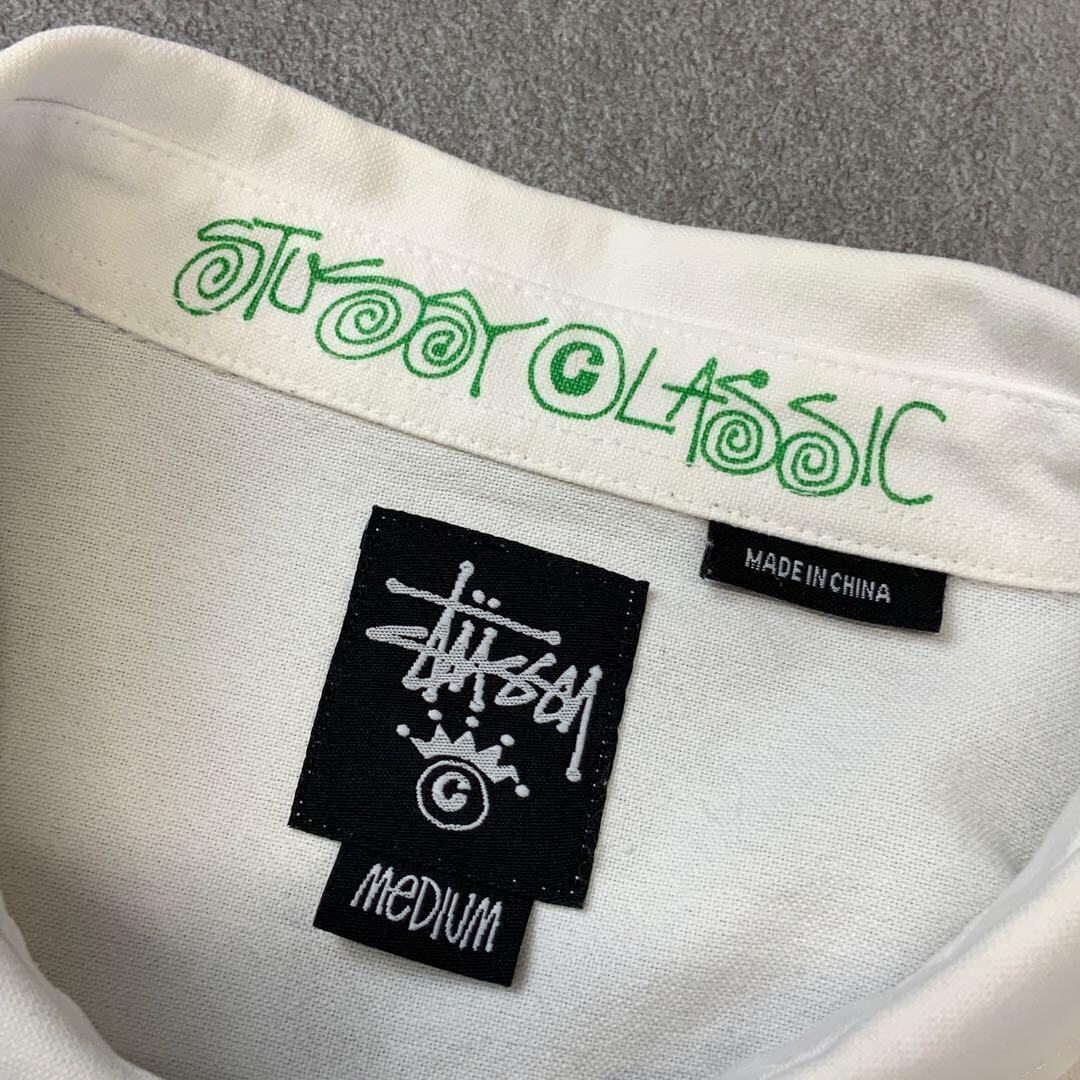 STUSSY CLASSIC
MADE IN CHINA
Stüssy
C
MeDIUM